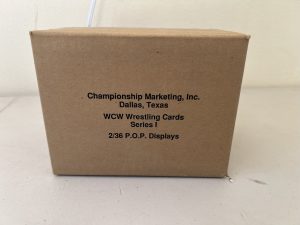 Championship Marketing, Inc.
Dallas, Texas
WCW Wrestling Cards
Series I
2/36 P.O.P. Displays